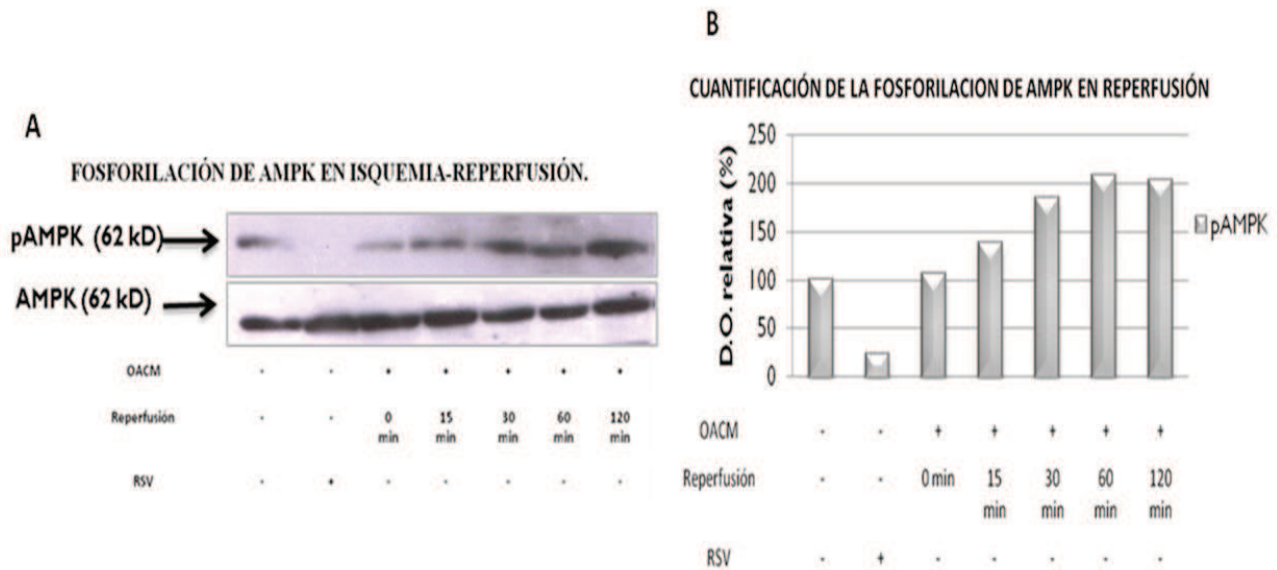 A
FOSFORILACIÓN DE AMPK EN ISQUEMIA-REPERFUSIÓN.
pAMPK (62 kD)
AMPK (62 kD)
OACM - - + + + + +
Reperfusión - - 0 min 15 min 30 min 60 min 120 min
RSV - + - - - - -
B
CUANTIFICACIÓN DE LA FOSFORILACION DE AMPK EN REPERFUSIÓN
D.O. relativa (%)
250
200
150
100
50
0
pAMPK
OACM - - + + + + +
Reperfusión - - 0 min 15 min 30 min 60 min 120 min
RSV - + - - - - -